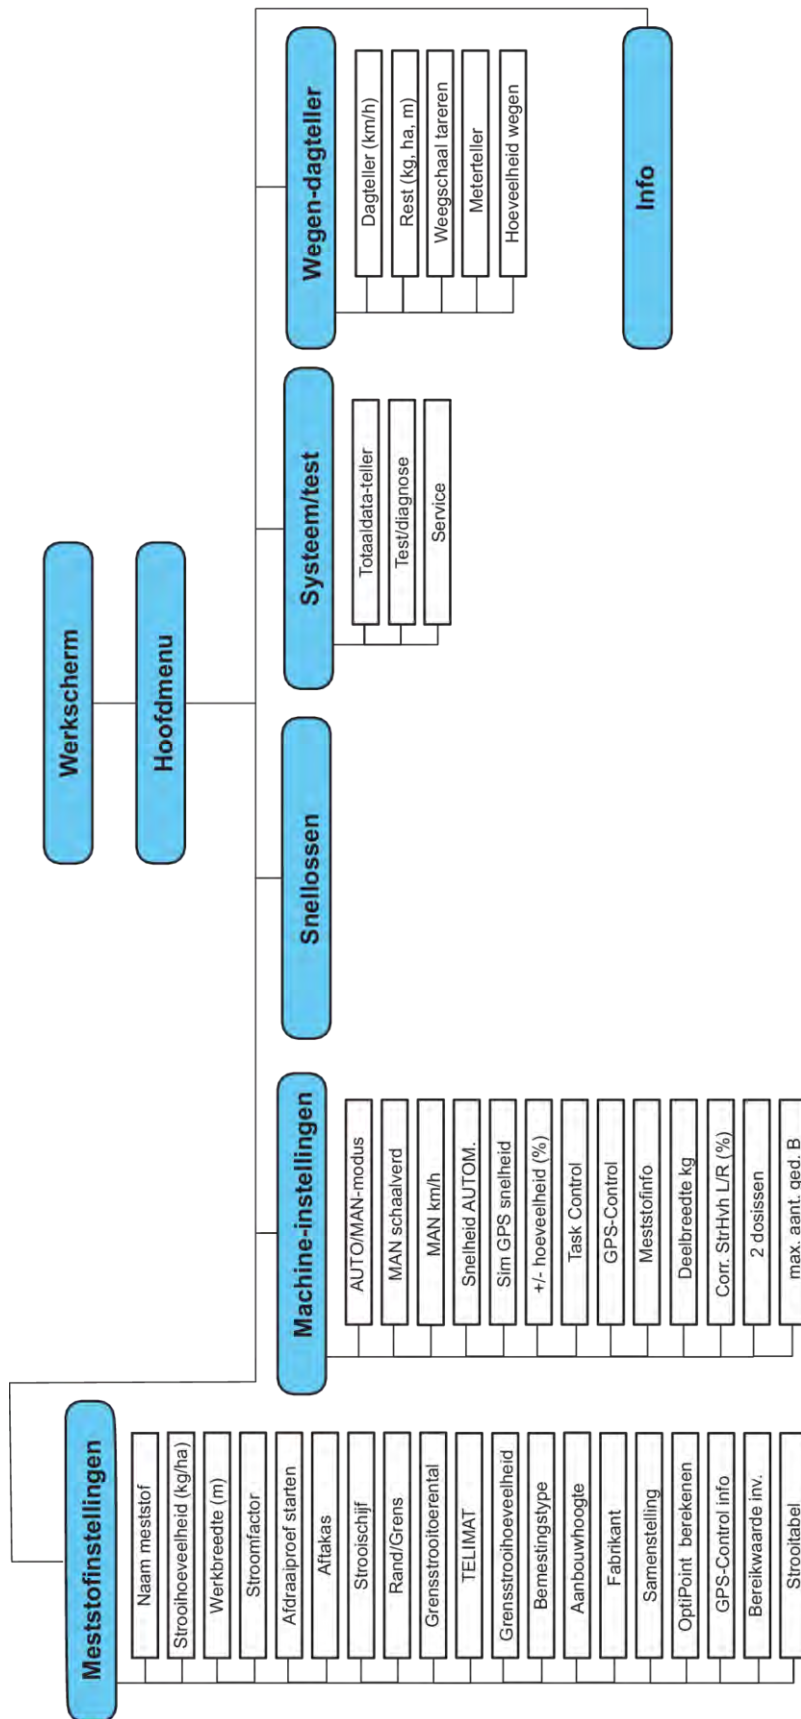 Werkscherm
Hoofdmenu
Meststofinstellingen
Naam meststof
Strooihoeveelheid (kg/ha)
Werkbreedte (m)
Stroomfactor
Afdraaiproef starten
Aftakas
Strooischijf
Rand/Grens
Grensstrooitoerental
TELIMAT
Grensstrooihoeveelheid
Bemestingstype
Aanbouwhoogte
Fabrikant
Samenstelling
OptiPoint berekenen
GPS-Control info
Bereikwaarde inv.
Strooitabel
Machine-instellingen
AUTO/MAN-modus
MAN schaalverd
MAN km/h
Snelheid AUTOM.
Sim GPS snelheid
+/- hoeveelheid (%)
Task Control
GPS-Control
Meststofinfo
Deelbreedte kg
Corr. StrHvh L/R (%)
2 dosissen
max. aant. ged. B
Snellossen
Systeem/test
Totaaldata-teller
Test/diagnose
Service
Wegen-dagteller
Dagteller (km/h)
Rest (kg, ha, m)
Weegschaal tareren
Meterteller
Hoeveelheid wegen
Info